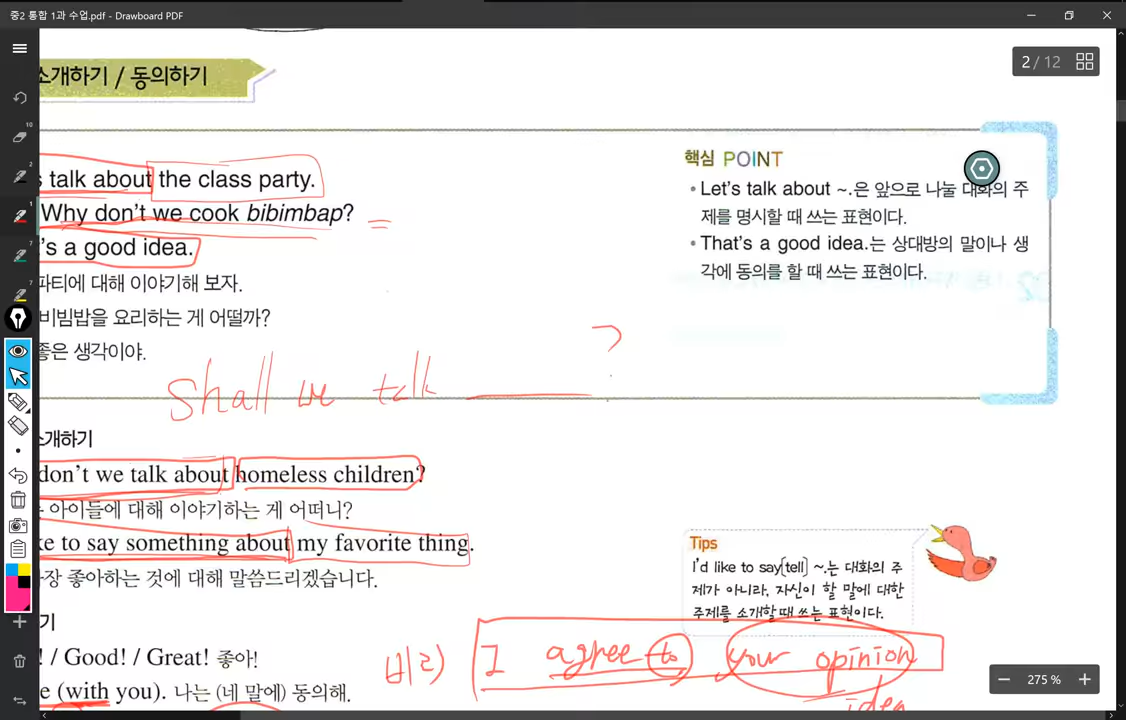 중2 통합 1과 수업.pdf - Drawboard PDF
2 / 12
소개하기 / 동의하기
s talk about the class party.
Why don't we cook bibimbap?
=
's a good idea.
파티에 대해 이야기해 보자.
비빔밥을 요리하는 게 어떨까?
좋은 생각이야.
핵심 POINT
• Let's talk about ~.은 앞으로 나눌 대화의 주
제를 명시할 때 쓰는 표현이다.
• That's a good idea.는 상대방의 말이나 생
각에 동의를 할 때 쓰는 표현이다.
Shall we talk ______?
소개하기
don't we talk about homeless children?
아이들에 대해 이야기하는 게 어떠니?
ke to say something about my favorite thing.
장 좋아하는 것에 대해 말씀드리겠습니다.
Tips
I'd like to say[tell] ~.는 대화의 주
제가 아니라, 자신이 할 말에 대한
주제를 소개할 때 쓰는 표현이다.
기
! / Good! / Great! 좋아!
e (with you). 나는 (네 말에) 동의해.
비교) I agree to your opinion
idea
275 %
10
2
1
7
7